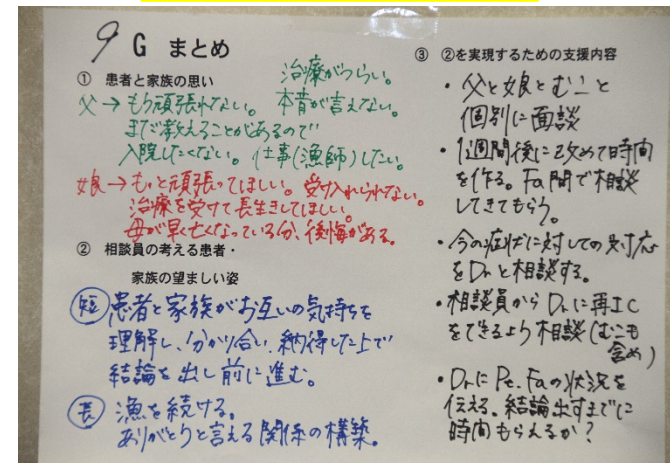 9 G まとめ
① 患者と家族の思い
治療がつらい。
父→もう頑張れない。 本音が言えない。
まだ教えることがあるので
入院したくない。仕事(漁師)したい。
娘→もっと頑張ってほしい。受け入れられない。
治療を受けて長生きしてほしい。
母が早く亡くなっている分、後悔がある。
② 相談員の考える患者・
家族の望ましい姿
短 患者と家族がお互いの気持ちを
理解し、分かり合い、納得した上で
結論を出し前に進む。
長 漁を続ける。
ありがとうと言える関係の構築。
③ ②を実現するための支援内容
・父と娘とむこと
個別に面談
・1週間後に改めて時間
を作る。Fa間で相談
してきてもらう。
・今の症状に対しての対応
をDrと相談する。
・相談員からDrに再IC
をできるよう相談(むこも
含め)
・DrにPt、Faの状況を
伝える。結論出すまでに
時間もらえるか?